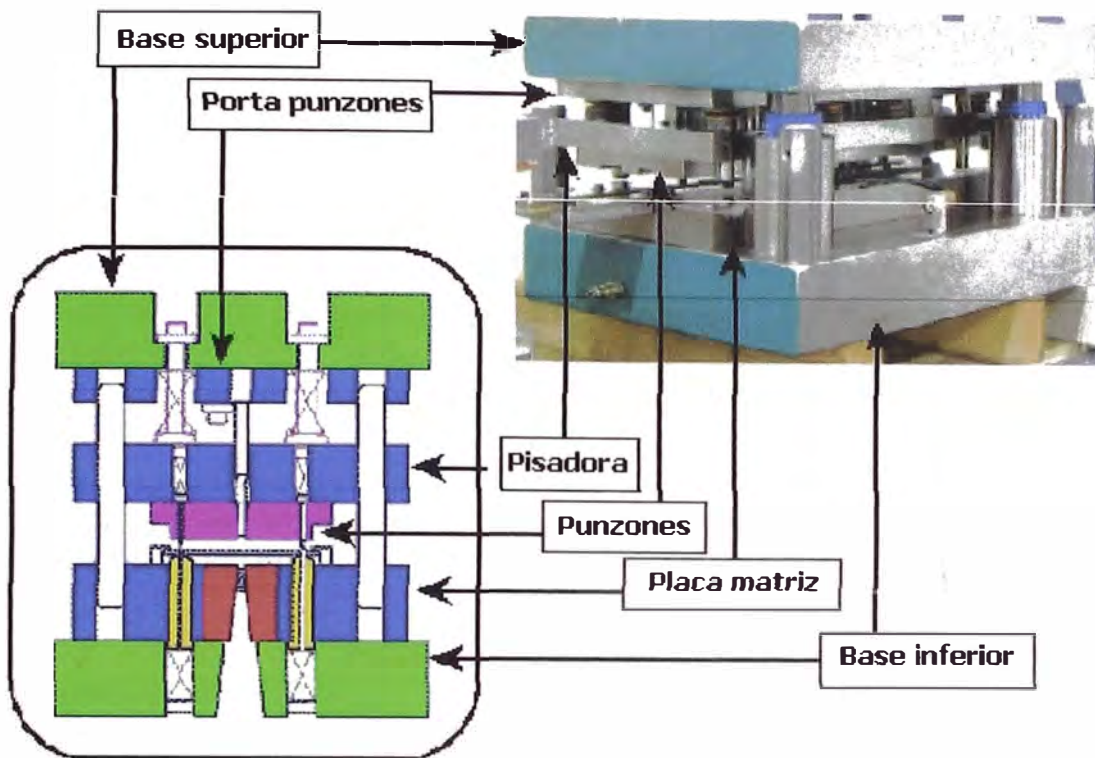 Base superior
Porta punzones
Pisadora
Punzones
Placa matriz
Base inferior